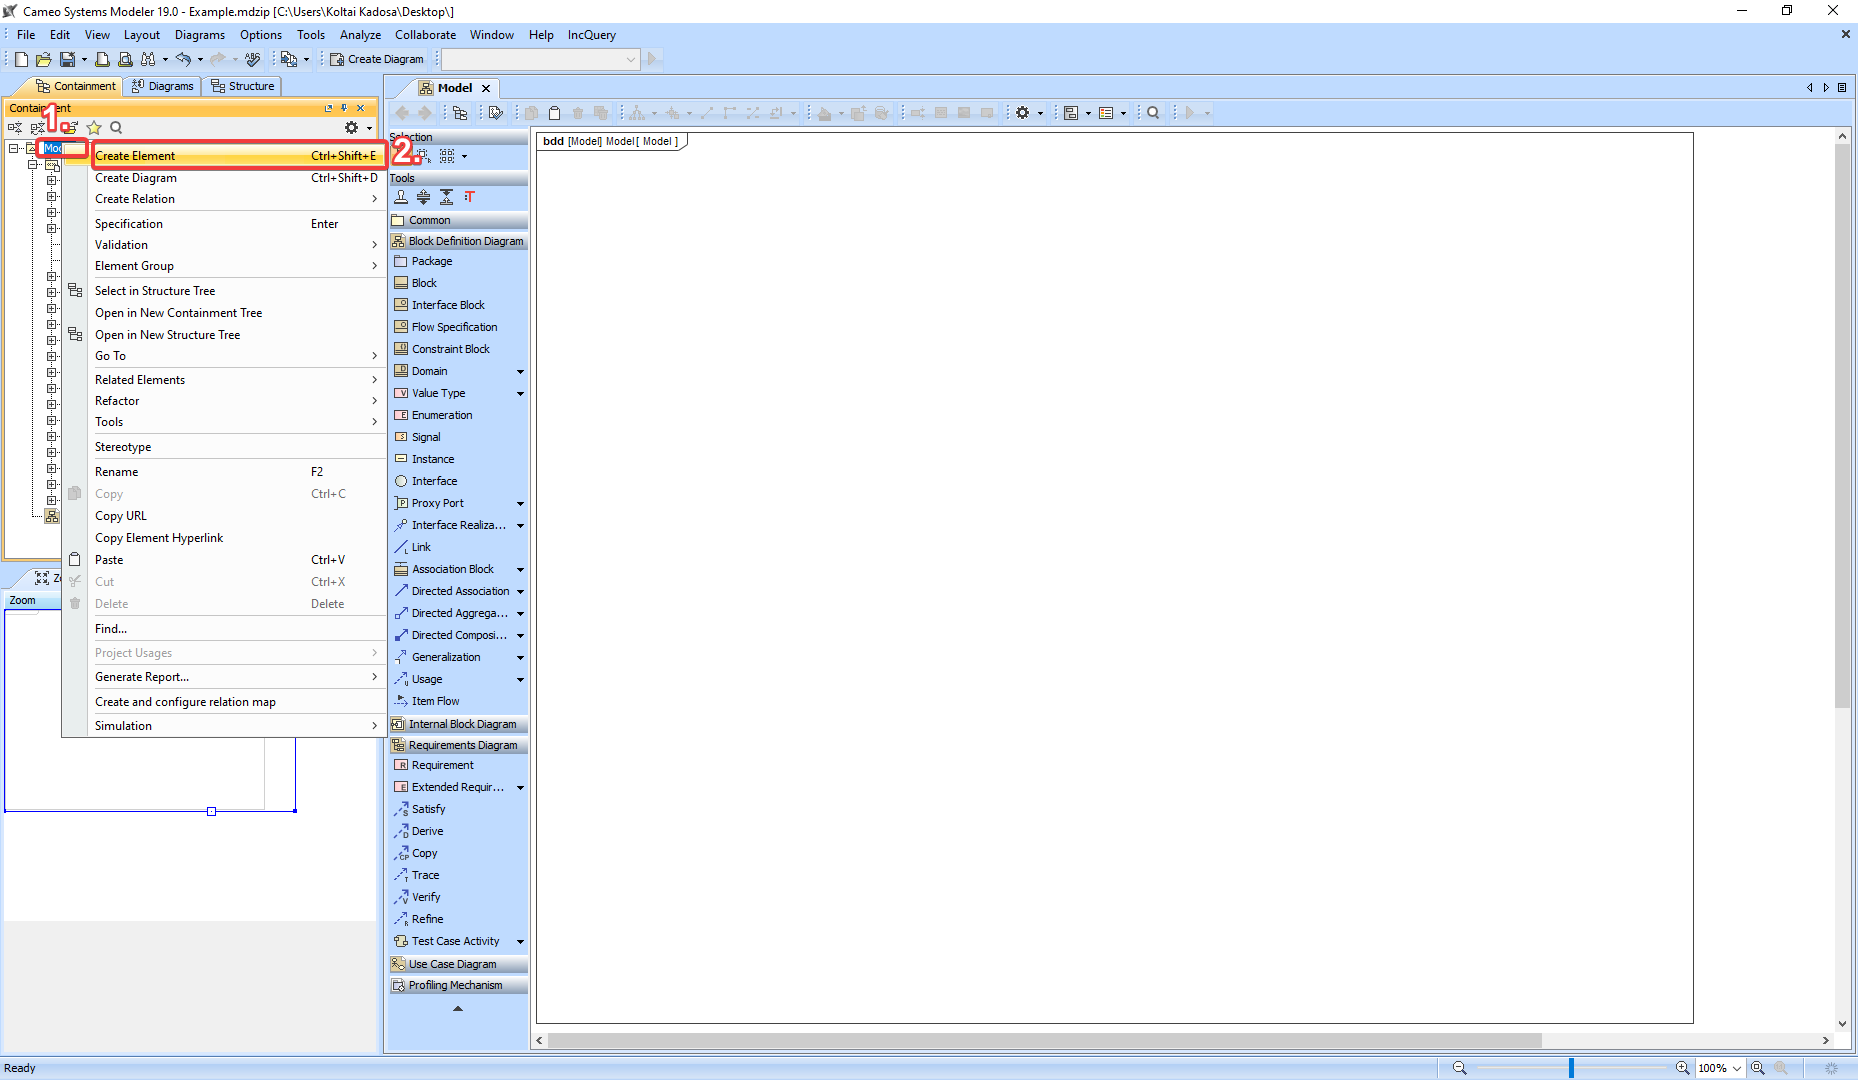 Cameo Systems Modeler 19.0 - Example.mdzip [C:\Users\Koltai Kadosa\Desktop\]
File Edit View Layout Diagrams Options Tools Analyze Collaborate Window Help IncQuery
Create Diagram
Containment Diagrams Structure
Model
Containment
1.
Mod
Create Element Ctrl+Shift+E
2.
Create Diagram Ctrl+Shift+D
Create Relation
Specification Enter
Validation
Element Group
Select in Structure Tree
Open in New Containment Tree
Open in New Structure Tree
Go To
Related Elements
Refactor
Tools
Stereotype
Rename F2
Copy Ctrl+C
Copy URL
Copy Element Hyperlink
Paste Ctrl+V
Cut Ctrl+X
Delete Delete
Find...
Project Usages
Generate Report...
Create and configure relation map
Simulation
Zoom
Selection
Tools
Common
Block Definition Diagram
Package
Block
Interface Block
Flow Specification
Constraint Block
Domain
Value Type
Enumeration
Signal
Instance
Interface
Proxy Port
Interface Realiza...
Link
Association Block
Directed Association
Directed Aggrega...
Directed Composi...
Generalization
Usage
Item Flow
Internal Block Diagram
Requirements Diagram
Requirement
Extended Requir...
Satisfy
Derive
Copy
Trace
Verify
Refine
Test Case Activity
Use Case Diagram
Profiling Mechanism
bdd [Model] Model[ Model ]
Ready
100%